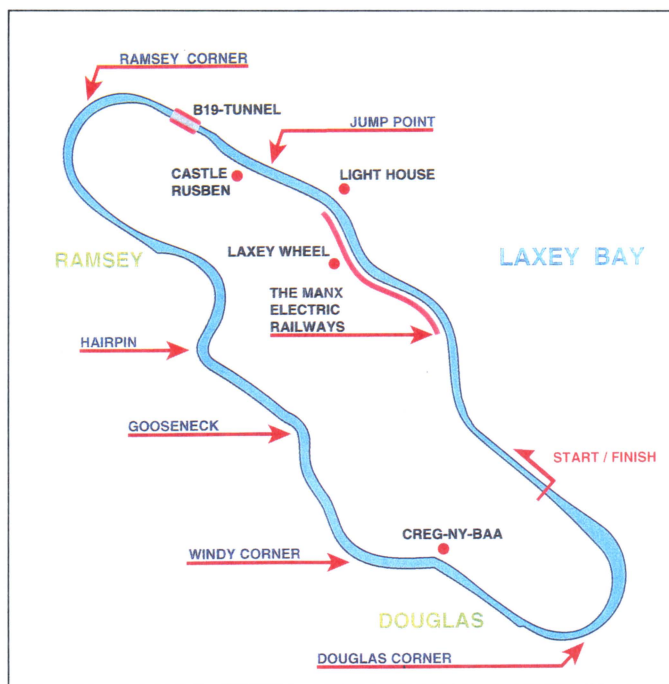 RAMSEY CORNER
B19-TUNNEL
JUMP POINT
CASTLE
RUSBEN
LIGHT HOUSE
RAMSEY
LAXEY WHEEL
LAXEY BAY
THE MANX
ELECTRIC
RAILWAYS
HAIRPIN
GOOSENECK
START / FINISH
CREG-NY-BAA
WINDY CORNER
DOUGLAS
DOUGLAS CORNER